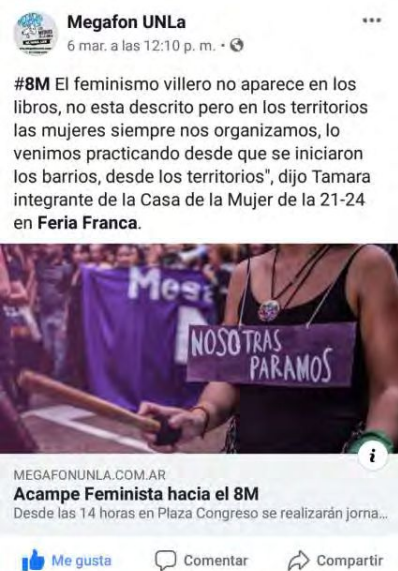 Megafon UNLa
6 mar. a las 12:10 p. m. •
#8M El feminismo villero no aparece en los
libros, no esta descrito pero en los territorios
las mujeres siempre nos organizamos, lo
venimos practicando desde que se iniciaron
los barrios, desde los territorios", dijo Tamara
integrante de la Casa de la Mujer de la 21-24
en Feria Franca.
NOSOTRAS
PARAMOS
MEGAFONUNLA.COM.AR
Acampe Feminista hacia el 8M
Desde las 14 horas en Plaza Congreso se realizarán jorna...
Me gusta
Comentar
Compartir